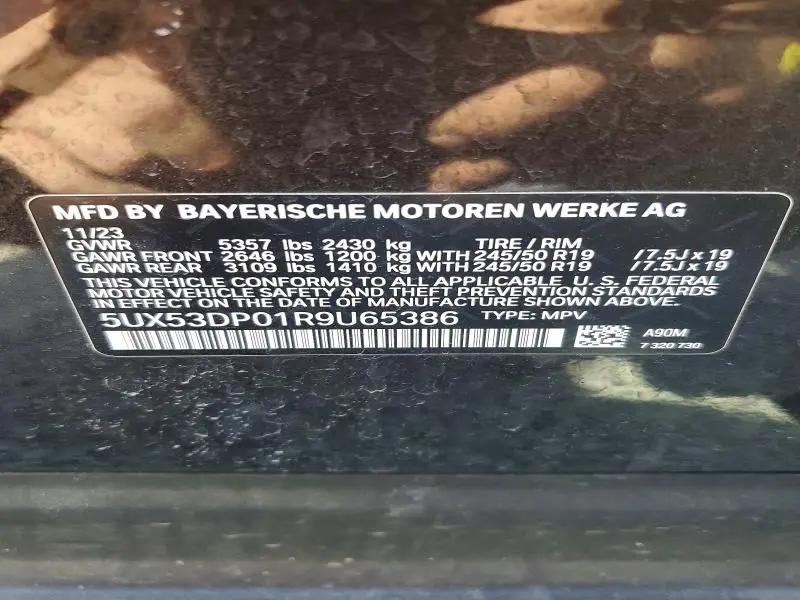 MFD BY BAYERISCHE MOTOREN WERKE AG
11/23
GVWR 5357 lbs 2430 kg TIRE / RIM
GAWR FRONT 2646 lbs 1200 kg WITH 245/50 R19 /7.5J x 19
GAWR REAR 3109 lbs 1410 kg WITH 245/50 R19 /7.5J x 19
THIS VEHICLE CONFORMS TO ALL APPLICABLE U. S. FEDERAL
MOTOR VEHICLE SAFETY AND THEFT PREVENTION STANDARDS
IN EFFECT ON THE DATE OF MANUFACTURE SHOWN ABOVE.
5UX53DP01R9U65386 TYPE: MPV
A90M
7 320 730